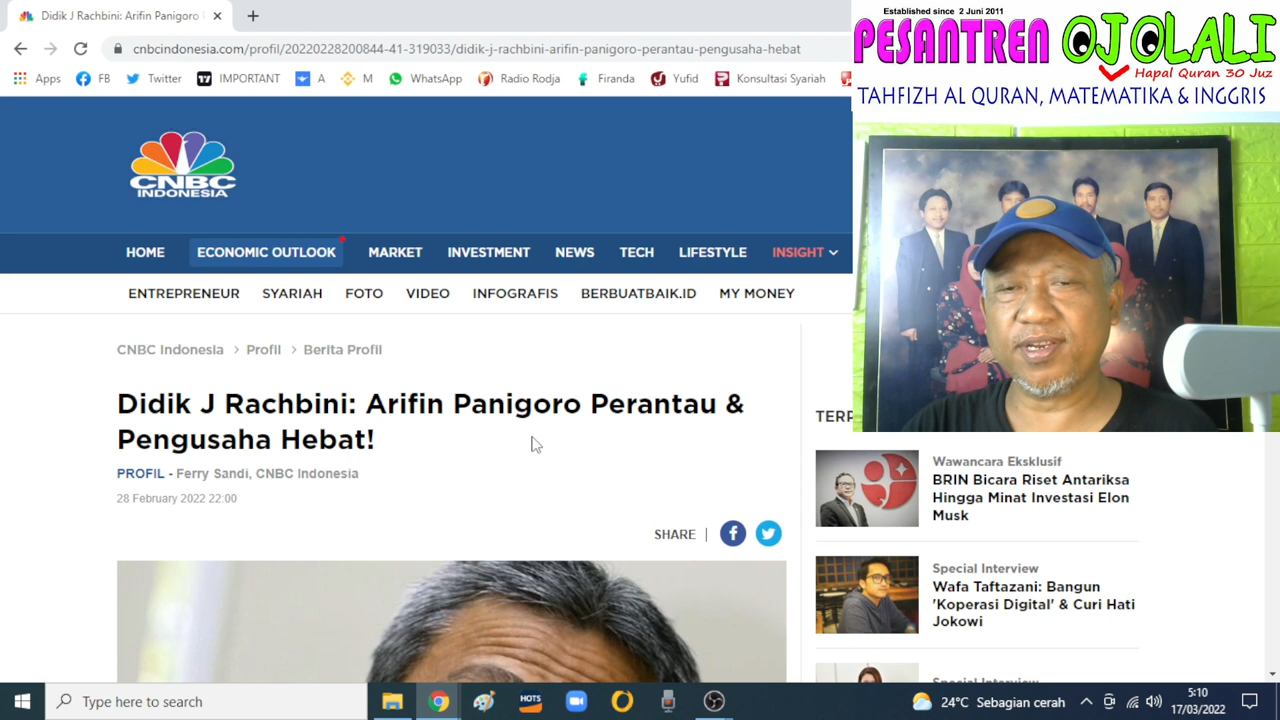 Didik J Rachbini: Arifin Panigoro
cnbcindonesia.com/profil/20220228200844-41-319033/didik-j-rachbini-arifin-panigoro-perantau-pengusaha-hebat
Apps FB Twitter IMPORTANT A M WhatsApp Radio Rodja Firanda Yufid Konsultasi Syariah
Established since 2 Juni 2011
PESANTREN OJOLALI
Hapal Quran 30 Juz
TAHFIZH AL QURAN, MATEMATIKA & INGGRIS
CNBC
INDONESIA
HOME ECONOMIC OUTLOOK MARKET INVESTMENT NEWS TECH LIFESTYLE INSIGHT
ENTREPRENEUR SYARIAH FOTO VIDEO INFOGRAFIS BERBUATBAIK.ID MY MONEY
CNBC Indonesia > Profil > Berita Profil
Didik J Rachbini: Arifin Panigoro Perantau &
Pengusaha Hebat!
PROFIL - Ferry Sandi, CNBC Indonesia
28 February 2022 22:00
SHARE |
Wawancara Eksklusif
BRIN Bicara Riset Antariksa
Hingga Minat Investasi Elon
Musk
Special Interview
Wafa Taftazani: Bangun
'Koperasi Digital' & Curi Hati
Jokowi
Special Interview
Type here to search
HOTS
24°C Sebagian cerah
5:10
17/03/2022